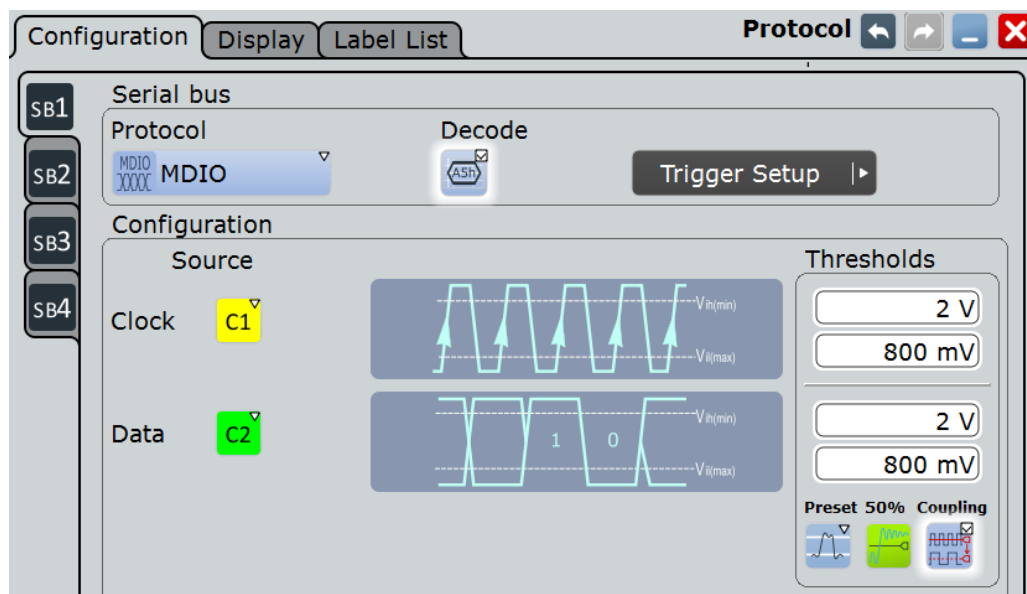 Configuration Display Label List Protocol
SB1
SB2
SB3
SB4
Serial bus
Protocol Decode
MDIO
XXXX MDIO A5h Trigger Setup
Configuration
Source Thresholds
Clock C1 Vih(min) 2 V
Vil(max) 800 mV
Data C2 1 0 Vih(min) 2 V
Vil(max) 800 mV
Preset 50% Coupling